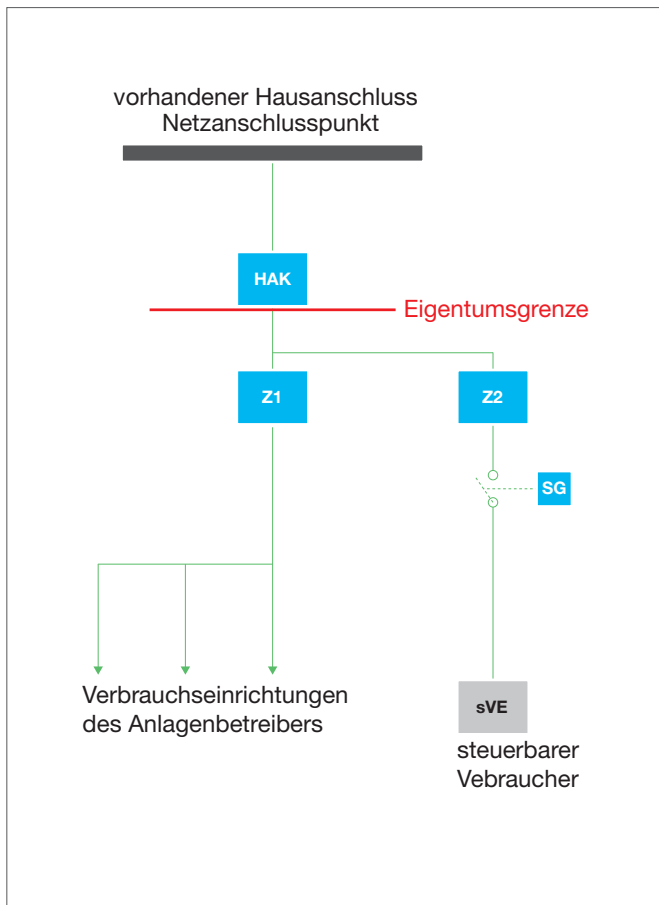 vorhandener Hausanschluss
Netzanschlusspunkt
HAK
Eigentumsgrenze
Z1
Z2
SG
Verbrauchseinrichtungen
des Anlagenbetreibers
sVE
steuerbarer
Vebraucher